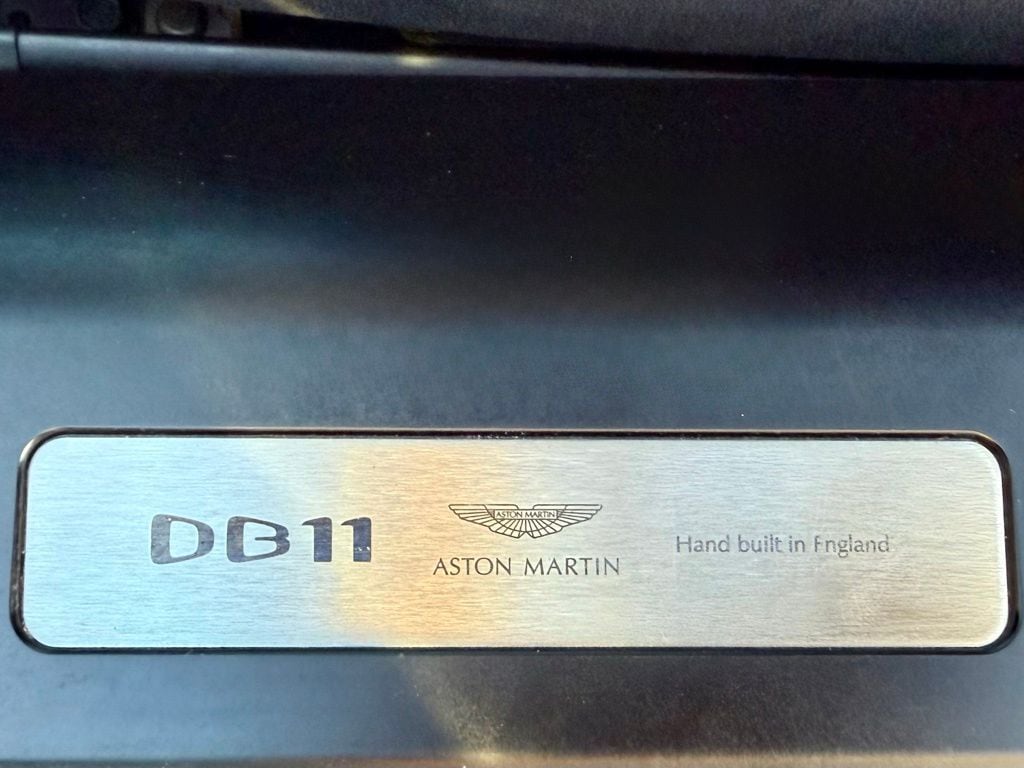 DB11
ASTON MARTIN
ASTON MARTIN
Hand built in England